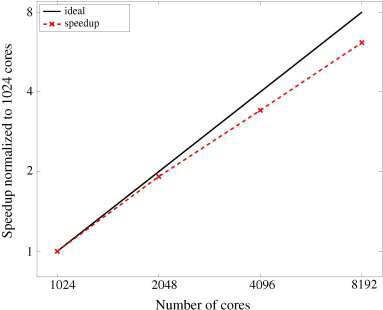 8
ideal
speedup
4
2
1
Speedup normalized to 1024 cores
1024 2048 4096 8192
Number of cores